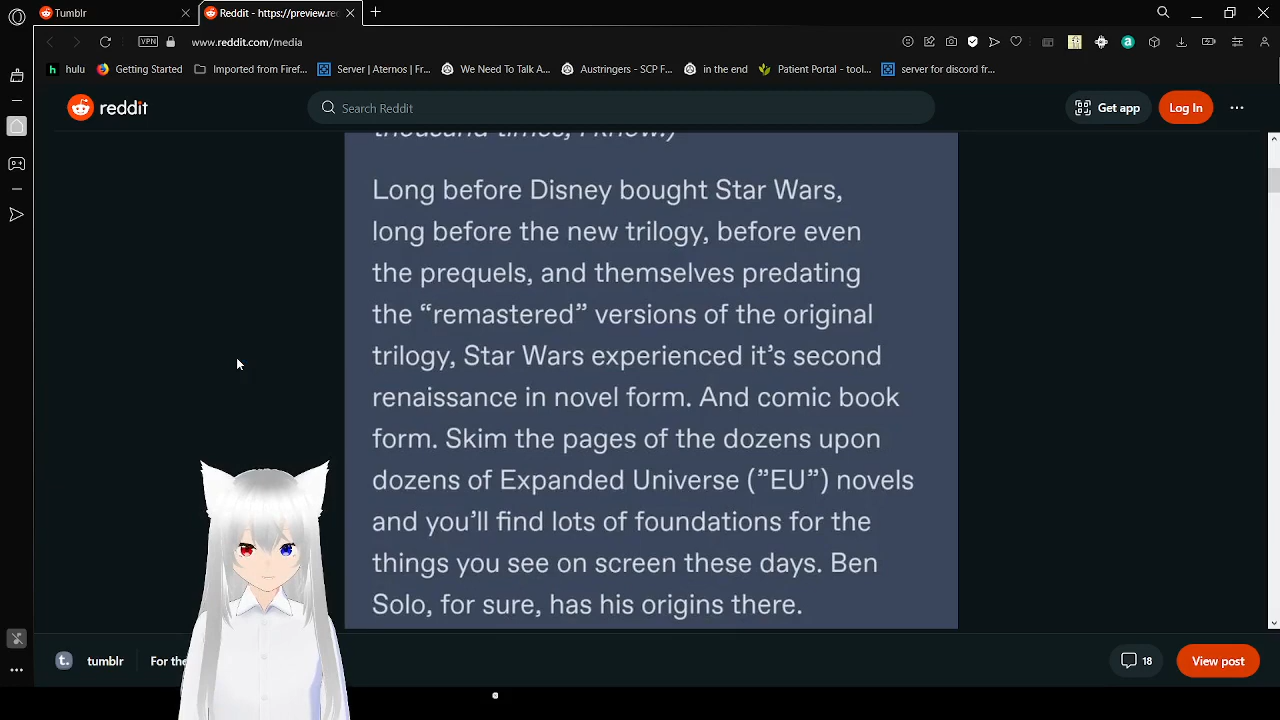 Tumblr
Reddit - https://preview.red
VPN
www.reddit.com/media
hulu
Getting Started
Imported from Firef...
Server | Aternos | Fr...
We Need To Talk A...
Austringers - SCP F...
in the end
Patient Portal - tool...
server for discord fr...
reddit
Search Reddit
Get app
Log In
thousand times, I know.)
Long before Disney bought Star Wars,
long before the new trilogy, before even
the prequels, and themselves predating
the “remastered” versions of the original
trilogy, Star Wars experienced it’s second
renaissance in novel form. And comic book
form. Skim the pages of the dozens upon
dozens of Expanded Universe (”EU”) novels
and you’ll find lots of foundations for the
things you see on screen these days. Ben
Solo, for sure, has his origins there.
t.
tumblr
For the
18
View post